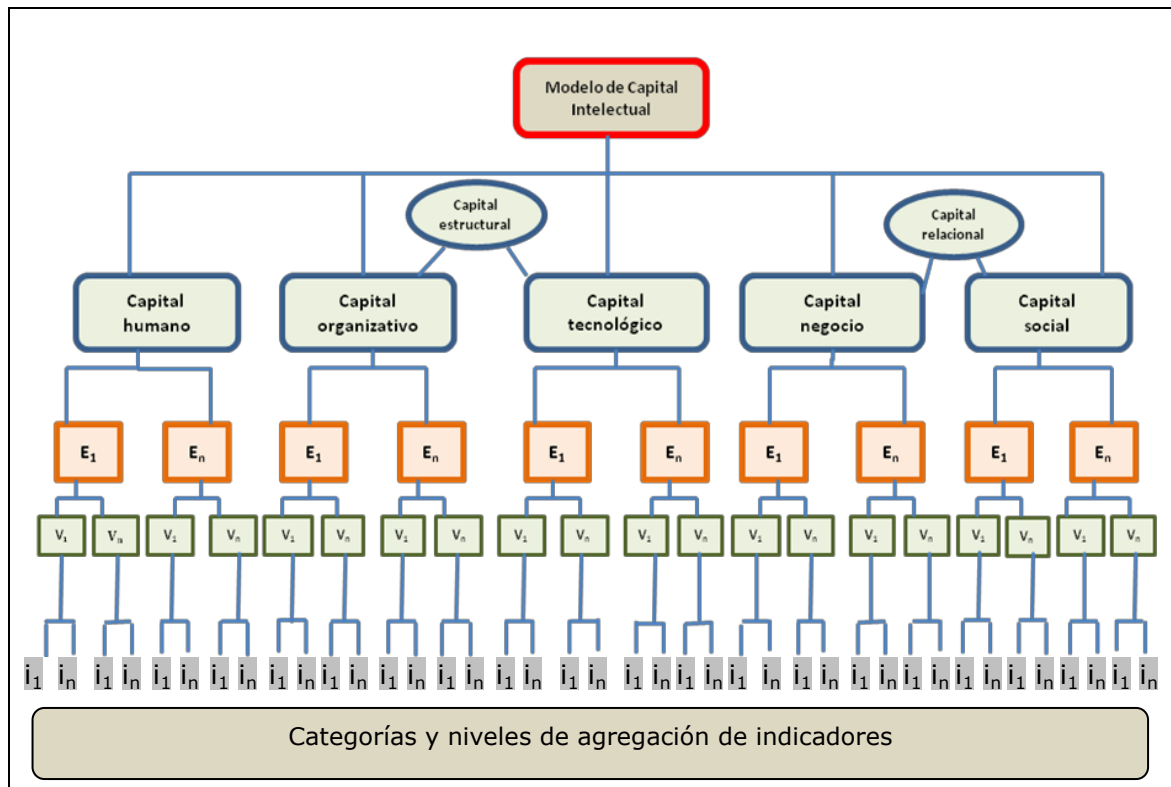 Modelo de Capital
Intelectual
Capital
estructural
Capital
relacional
Capital
humano
Capital
organizativo
Capital
tecnológico
Capital
negocio
Capital
social
E₁ Eₙ E₁ Eₙ E₁ Eₙ E₁ Eₙ E₁ Eₙ
V₁ Vₙ V₁ Vₙ V₁ Vₙ V₁ Vₙ V₁ Vₙ V₁ Vₙ V₁ Vₙ V₁ Vₙ V₁ Vₙ V₁ Vₙ
i₁ iₙ i₁ iₙ i₁ iₙ i₁ iₙ i₁ iₙ i₁ iₙ i₁ iₙ i₁ iₙ i₁ iₙ i₁ iₙ i₁ iₙ i₁ iₙ i₁ iₙ i₁ iₙ i₁ iₙ i₁ iₙ i₁ iₙ i₁ iₙ i₁ iₙ i₁ iₙ
Categorías y niveles de agregación de indicadores